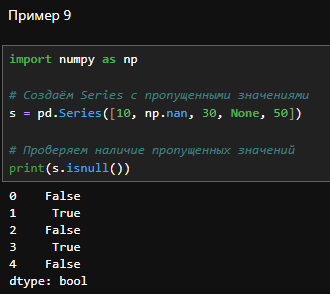 Пример 9
import numpy as np
# Создаём Series с пропущенными значениями
s = pd.Series([10, np.nan, 30, None, 50])
# Проверяем наличие пропущенных значений
print(s.isnull())
0    False
1     True
2    False
3     True
4    False
dtype: bool